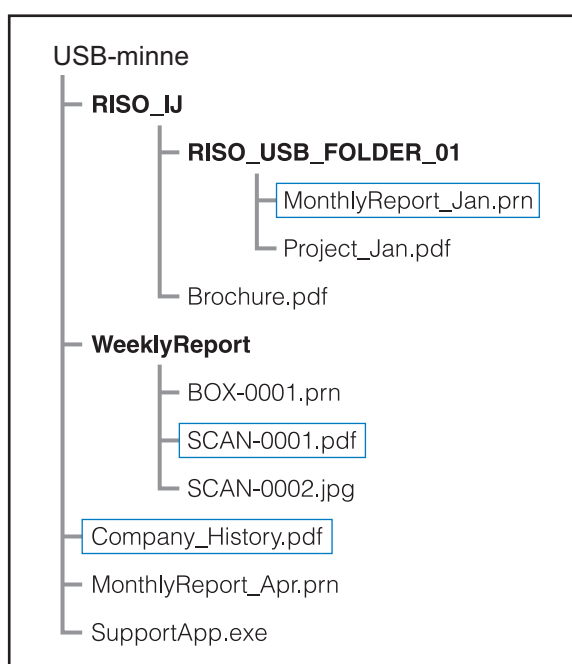 USB-minne
RISO_IJ
RISO_USB_FOLDER_01
MonthlyReport_Jan.prn
Project_Jan.pdf
Brochure.pdf
WeeklyReport
BOX-0001.prn
SCAN-0001.pdf
SCAN-0002.jpg
Company_History.pdf
MonthlyReport_Apr.prn
SupportApp.exe